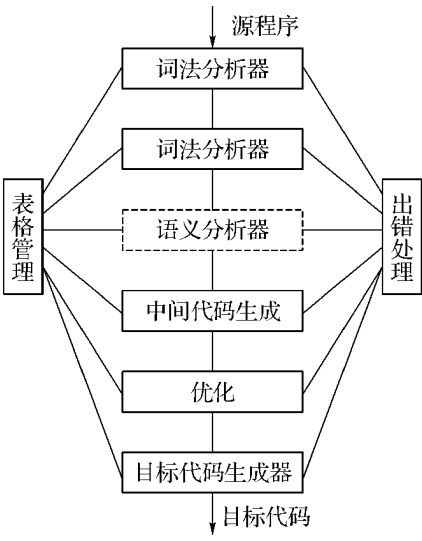 源程序
词法分析器
词法分析器
表格管理
语义分析器
出错处理
中间代码生成
优化
目标代码生成器
目标代码